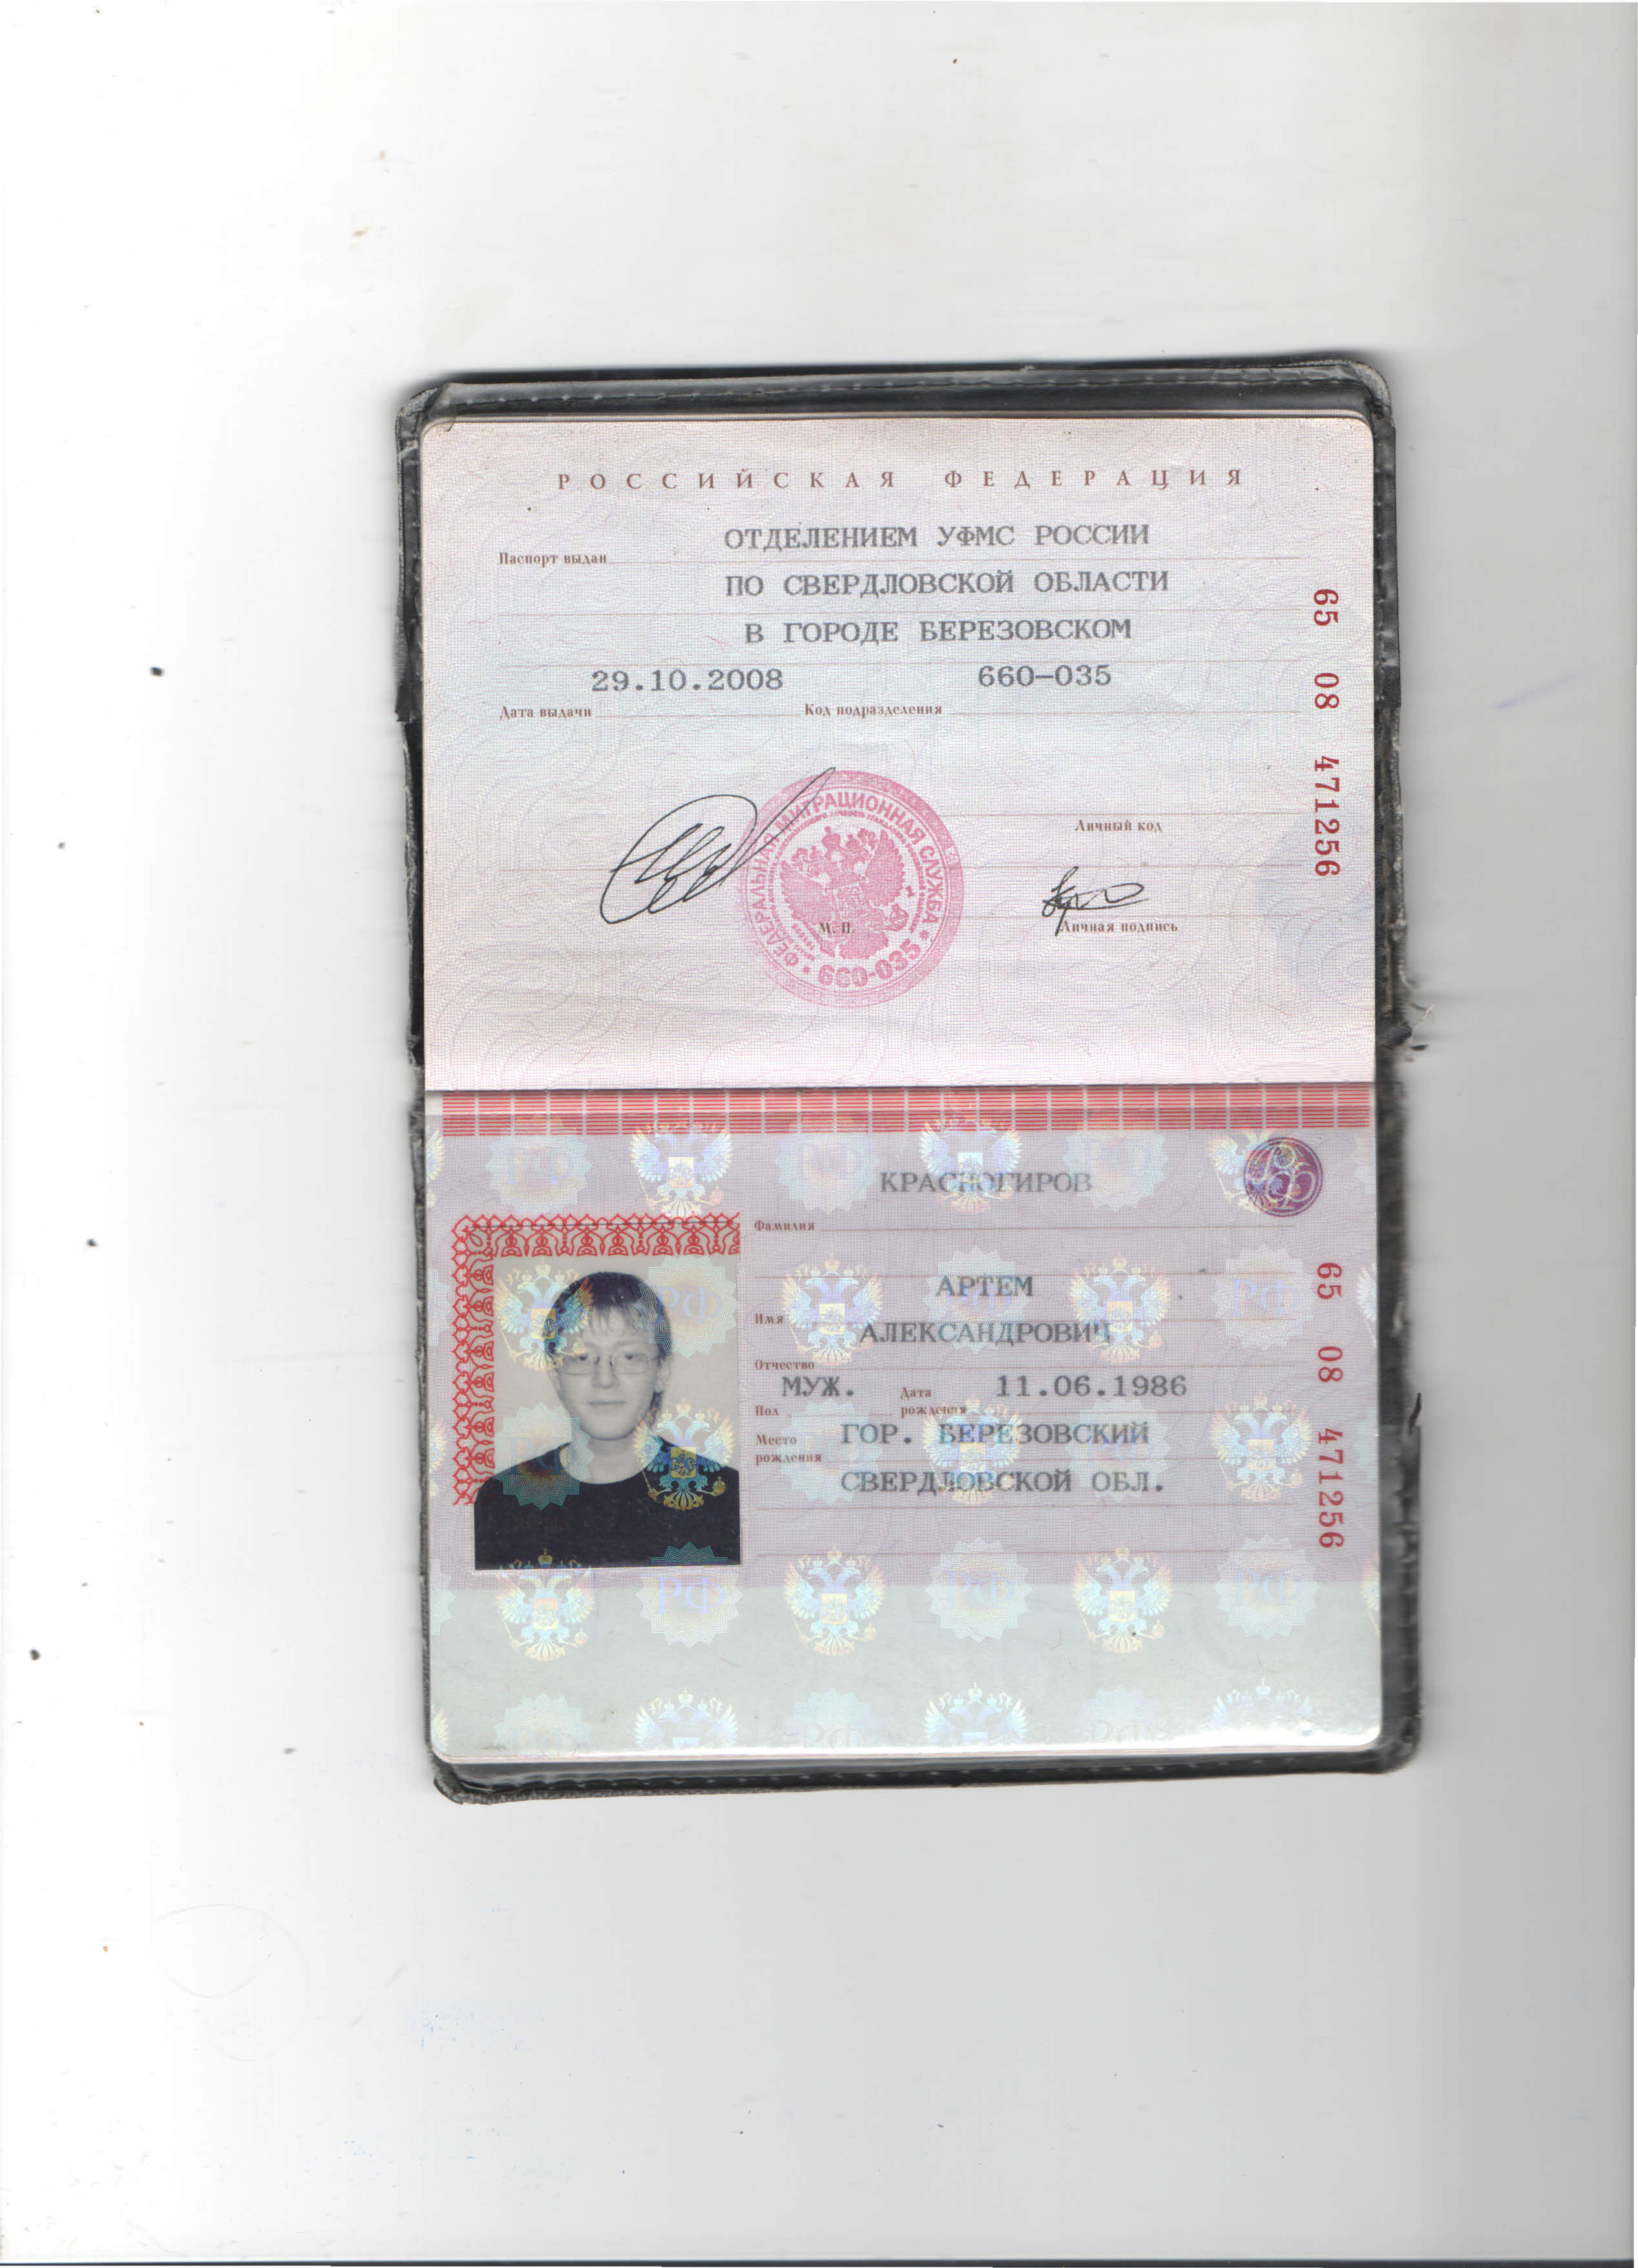 РОССИЙСКАЯ ФЕДЕРАЦИЯ
Паспорт выдан ОТДЕЛЕНИЕМ УФМС РОССИИ
ПО СВЕРДЛОВСКОЙ ОБЛАСТИ
В ГОРОДЕ БЕРЕЗОВСКОМ
29.10.2008 660-035
Дата выдачи Код подразделения
65 08 471256
ФЕДЕРАЛЬНАЯ МИГРАЦИОННАЯ СЛУЖБА
660-035
Личный код
М. П.
Личная подпись
КРАСНОГИРОВ
Фамилия
АРТЕМ
Имя
АЛЕКСАНДРОВИЧ
Отчество
МУЖ. 11.06.1986
Пол Дата рождения
Место рождения ГОР. БЕРЕЗОВСКИЙ
СВЕРДЛОВСКОЙ ОБЛ.
65 08 471256